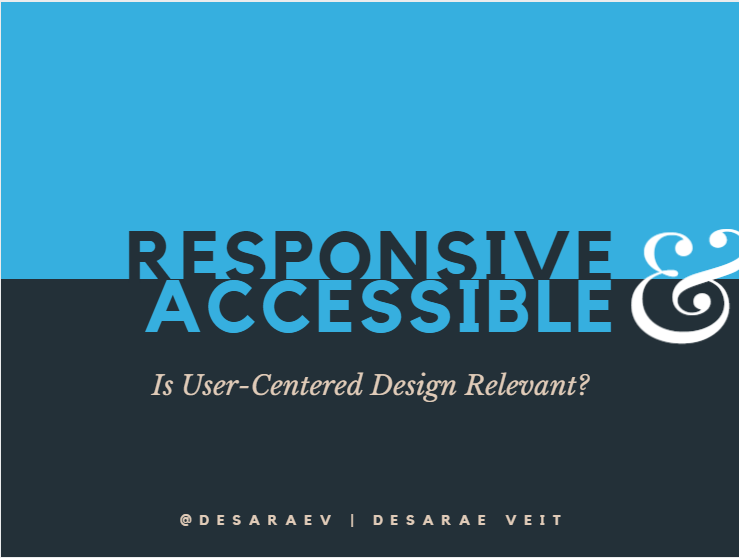 RESPONSIVE &
ACCESSIBLE
Is User-Centered Design Relevant?
@DESARAEV | DESARAE VEIT